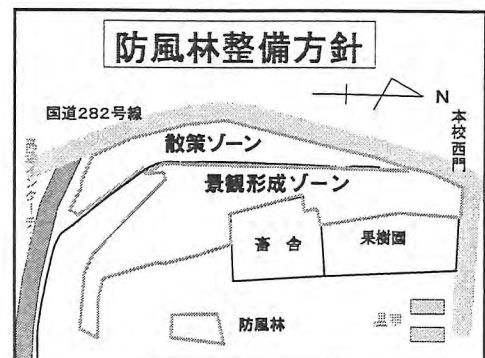 防風林整備方針
N
国道282号線
本校西門
散策ゾーン
景観形成ゾーン
畜舎
果樹園
防風林